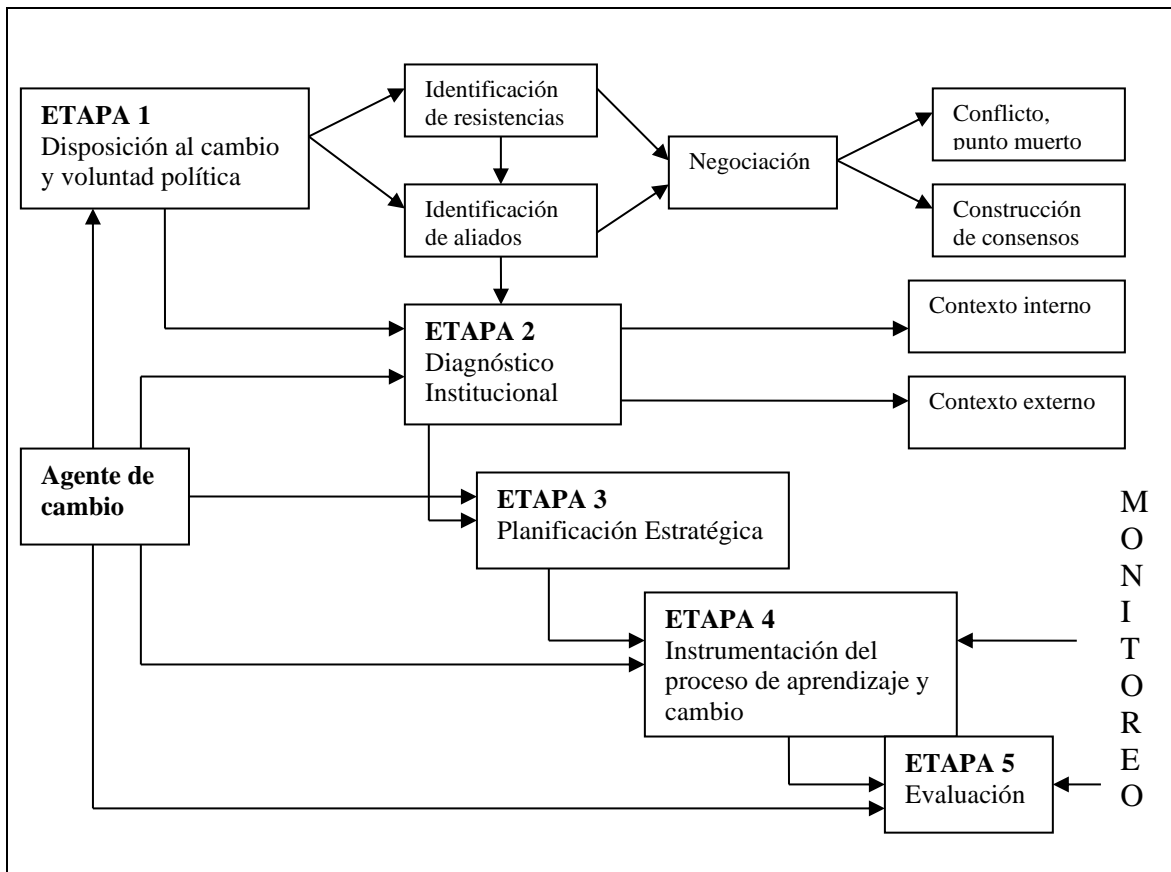 ETAPA 1
Disposición al cambio
y voluntad política
Identificación
de resistencias
Identificación
de aliados
Negociación
Conflicto,
punto muerto
Construcción
de consensos
ETAPA 2
Diagnóstico
Institucional
Contexto interno
Contexto externo
Agente de
cambio
ETAPA 3
Planificación Estratégica
ETAPA 4
Instrumentación del
proceso de aprendizaje y
cambio
ETAPA 5
Evaluación
M
O
N
I
T
O
R
E
O